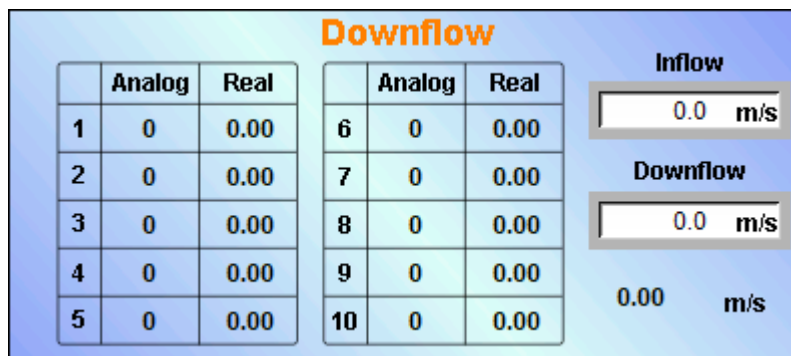 Downflow
Analog Real
1 0 0.00
2 0 0.00
3 0 0.00
4 0 0.00
5 0 0.00
Analog Real
6 0 0.00
7 0 0.00
8 0 0.00
9 0 0.00
10 0 0.00
Inflow
0.0 m/s
Downflow
0.0 m/s
0.00 m/s